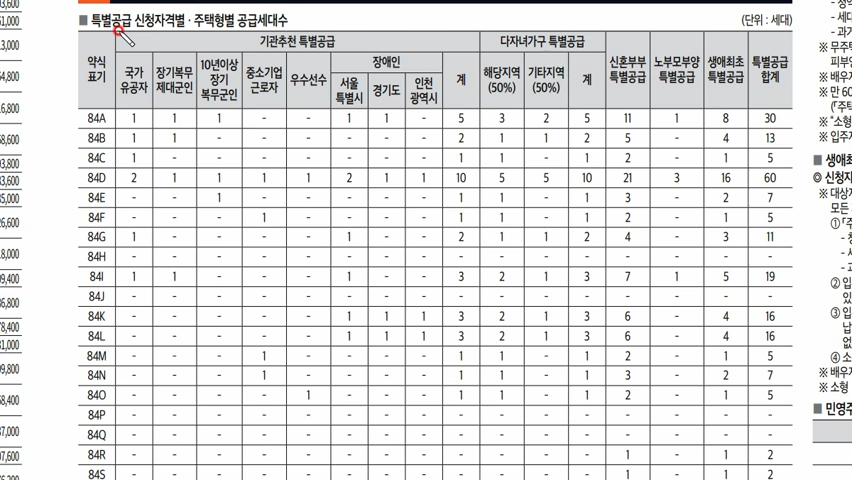 ■ 특별공급 신청자격별 · 주택형별 공급세대수 (단위 : 세대)
약식표기 기관추천 특별공급 다자녀가구 특별공급 신혼부부 특별공급 노부모부양 특별공급 생애최초 특별공급 특별공급 합계
국가유공자 장기복무 제대군인 10년이상 장기 복무군인 중소기업 근로자 우수선수 장애인 계 해당지역 (50%) 기타지역 (50%) 계
서울특별시 경기도 인천광역시
84A 1 1 1 - - 1 1 - 5 3 2 5 11 1 8 30
84B 1 1 - - - - - - 2 1 1 2 5 - 4 13
84C 1 - - - - - - - 1 1 - 1 2 - 1 5
84D 2 1 1 1 1 2 1 1 10 5 5 10 21 3 16 60
84E - - 1 - - - - - 1 1 - 1 3 - 2 7
84F - - - 1 - - - - 1 1 - 1 2 - 1 5
84G 1 - - - - 1 - - 2 1 1 2 4 - 3 11
84H - - - - - - - - - - - - - - - -
84I 1 1 - - - 1 - - 3 2 1 3 7 1 5 19
84J - - - - - - - - - - - - - - - -
84K - - - - - 1 1 1 3 2 1 3 6 - 4 16
84L - - - - - 1 1 1 3 2 1 3 6 - 4 16
84M - - - 1 - - - - 1 1 - 1 2 - 1 5
84N - - - 1 - - - - 1 1 - 1 3 - 2 7
84O - - - - 1 - - - 1 1 - 1 2 - 1 5
84P - - - - - - - - - - - - - - - -
84Q - - - - - - - - - - - - - - - -
84R - - - - - - - - - - - - 1 - 1 2
84S - - - - - - - - - - - - 1 - 1 2